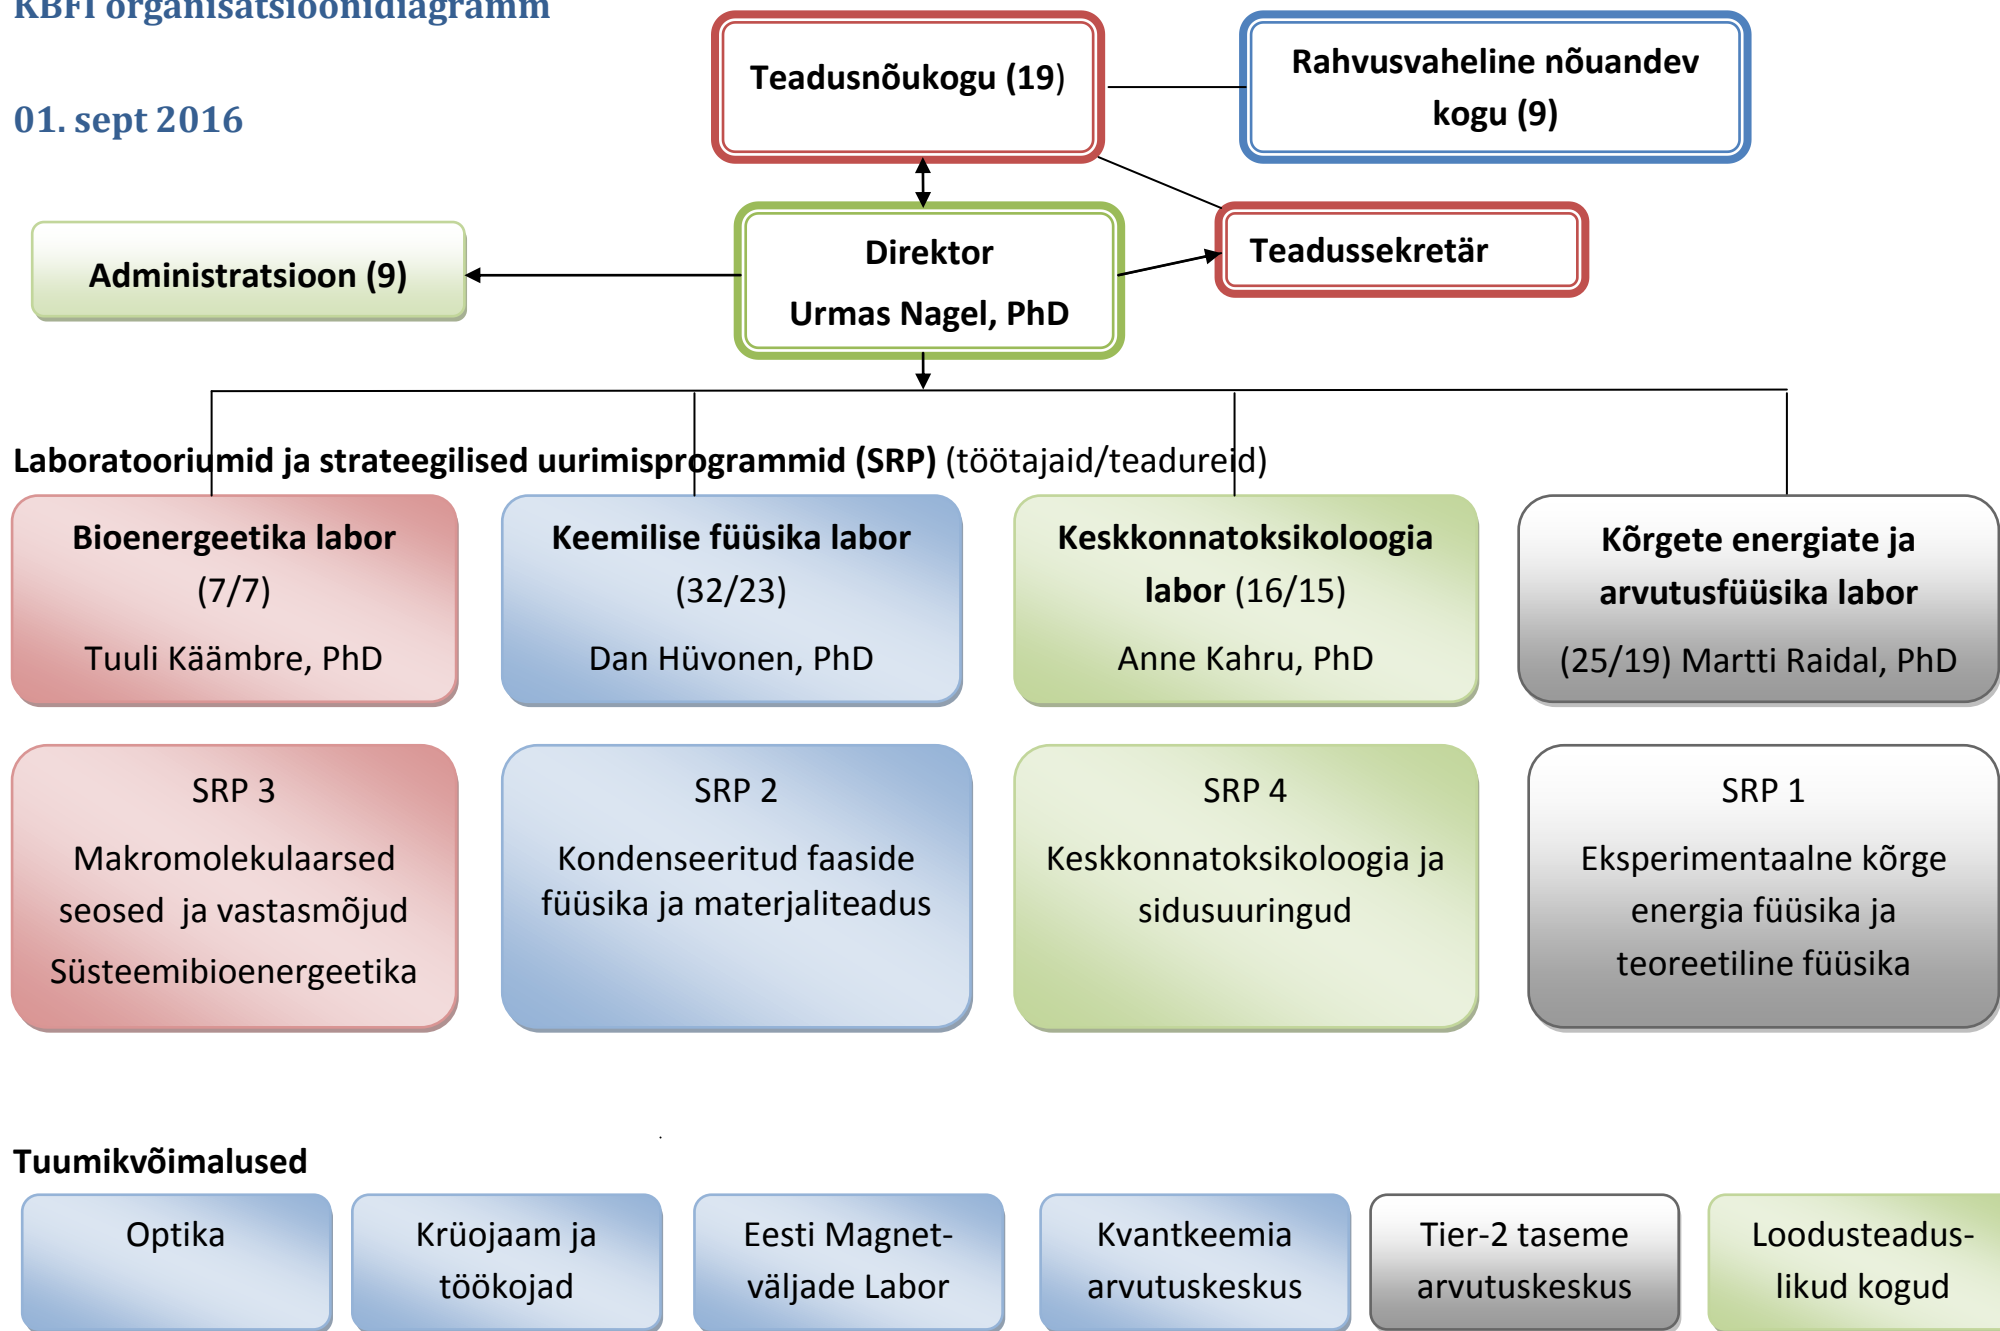 KBFI organisatsioonidiagramm
01. sept 2016
Teadusnõukogu (19)
Rahvusvaheline nõuandev
kogu (9)
Administratsioon (9)
Direktor
Urmas Nagel, PhD
Teadussekretär
Laboratooriumid ja strateegilised uurimisprogrammid (SRP) (töötajaid/teadureid)
Bioenergeetika labor
(7/7)
Tuuli Käämbre, PhD
Keemilise füüsika labor
(32/23)
Dan Hüvonen, PhD
Keskkonnatoksikoloogia
labor (16/15)
Anne Kahru, PhD
Kõrgete energiate ja
arvutusfüüsika labor
(25/19) Martti Raidal, PhD
SRP 3
Makromolekulaarsed
seosed ja vastasmõjud
Süsteemibioenergeetika
SRP 2
Kondenseeritud faaside
füüsika ja materjaliteadus
SRP 4
Keskkonnatoksikoloogia ja
sidusuuringud
SRP 1
Eksperimentaalne kõrge
energia füüsika ja
teoreetiline füüsika
Tuumikvõimalused
Optika
Krüojaam ja
töökojad
Eesti Magnet-
väljade Labor
Kvantkeemia
arvutuskeskus
Tier-2 taseme
arvutuskeskus
Loodusteadus-
likud kogud